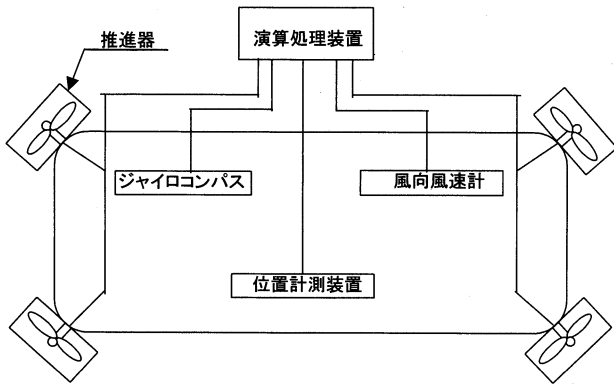 推進器
演算処理装置
ジャイロコンパス
風向風速計
位置計測装置